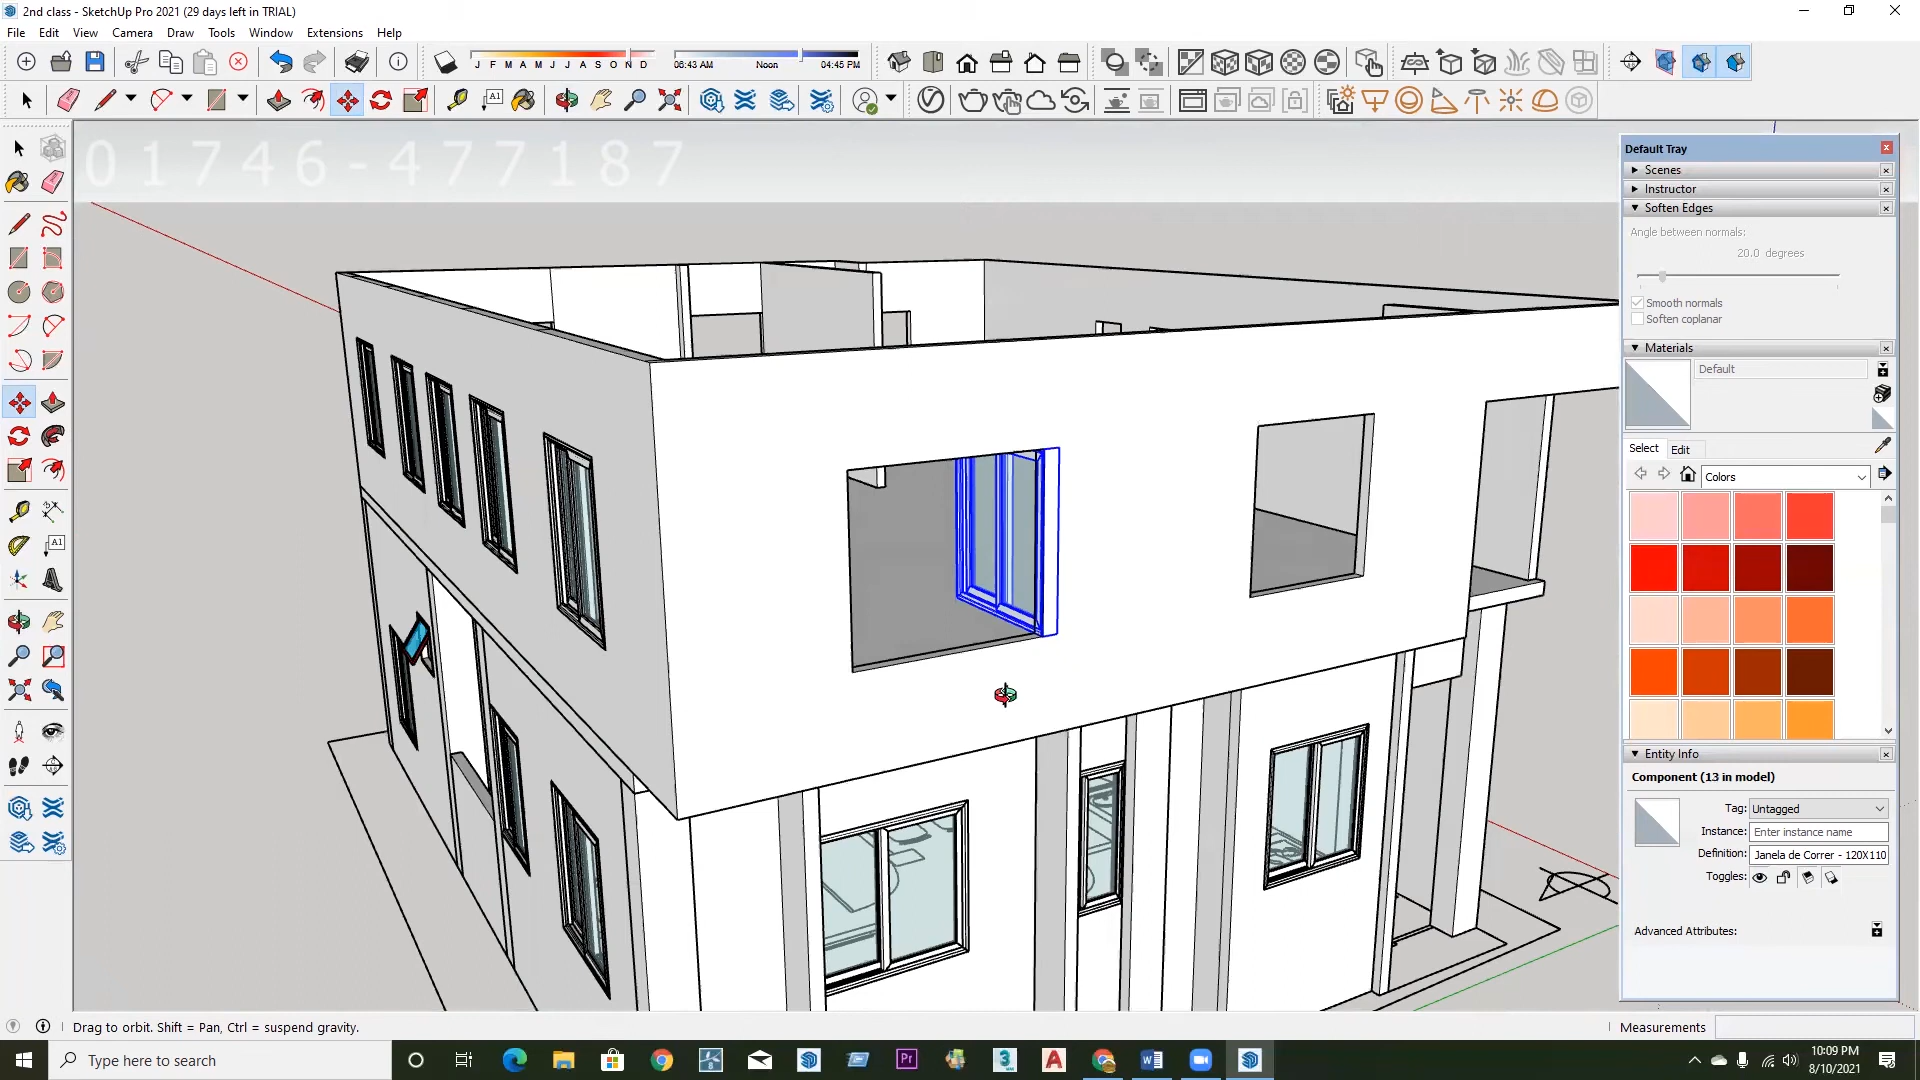 2nd class - SketchUp Pro 2021 (29 days left in TRIAL)
File Edit View Camera Draw Tools Window Extensions Help
J F M A M J J A S O N D
06:43 AM Noon 04:45 PM
A1
01746-477187
Default Tray
Scenes
Instructor
Soften Edges
Angle between normals:
20.0 degrees
Smooth normals
Soften coplanar
Materials
Default
Select Edit
Colors
A1
Entity Info
Component (13 in model)
Tag: Untagged
Instance: Enter instance name
Definition: Janela de Correr - 120X110
Toggles:
Advanced Attributes:
Drag to orbit. Shift = Pan, Ctrl = suspend gravity.
Measurements
Type here to search
10:09 PM
8/10/2021